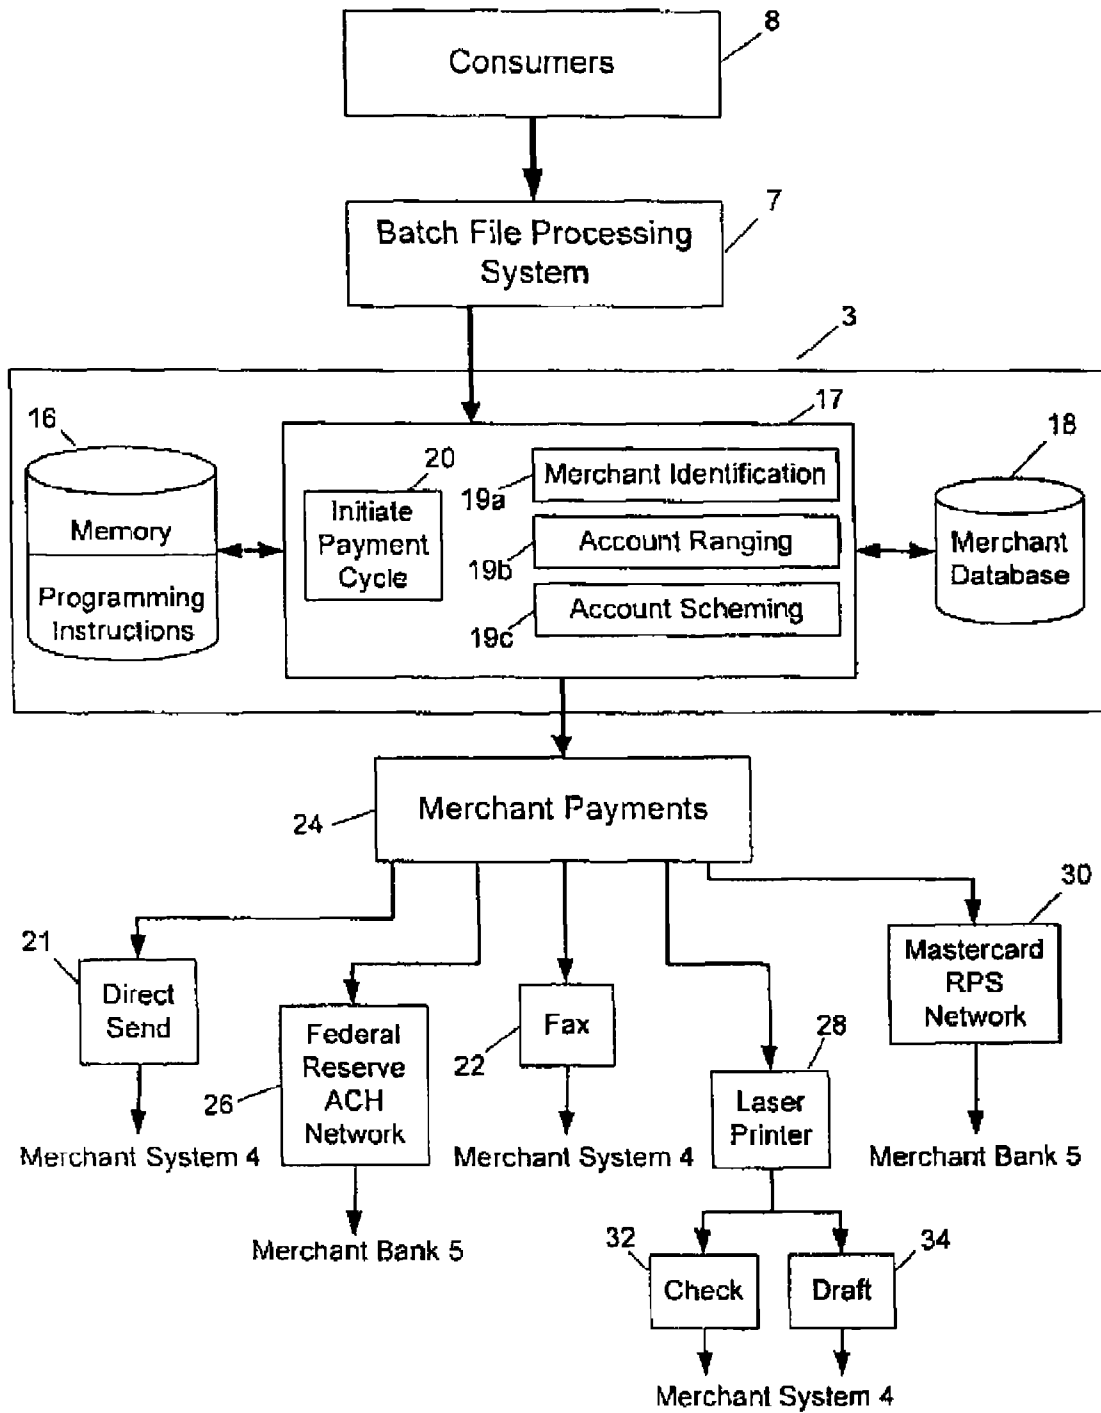 8
Consumers
7
Batch File Processing
System
3
16
17
18
20
Merchant Identification
19a
Initiate
Payment
Cycle
Account Ranging
19b
Account Scheming
19c
Memory
Programming
Instructions
Merchant
Database
Merchant Payments
24
30
21
Direct
Send
Mastercard
RPS
Network
Federal
Reserve
ACH
Network
26
Fax
22
28
Laser
Printer
Merchant System 4
Merchant System 4
Merchant Bank 5
Merchant Bank 5
32
34
Check
Draft
Merchant System 4